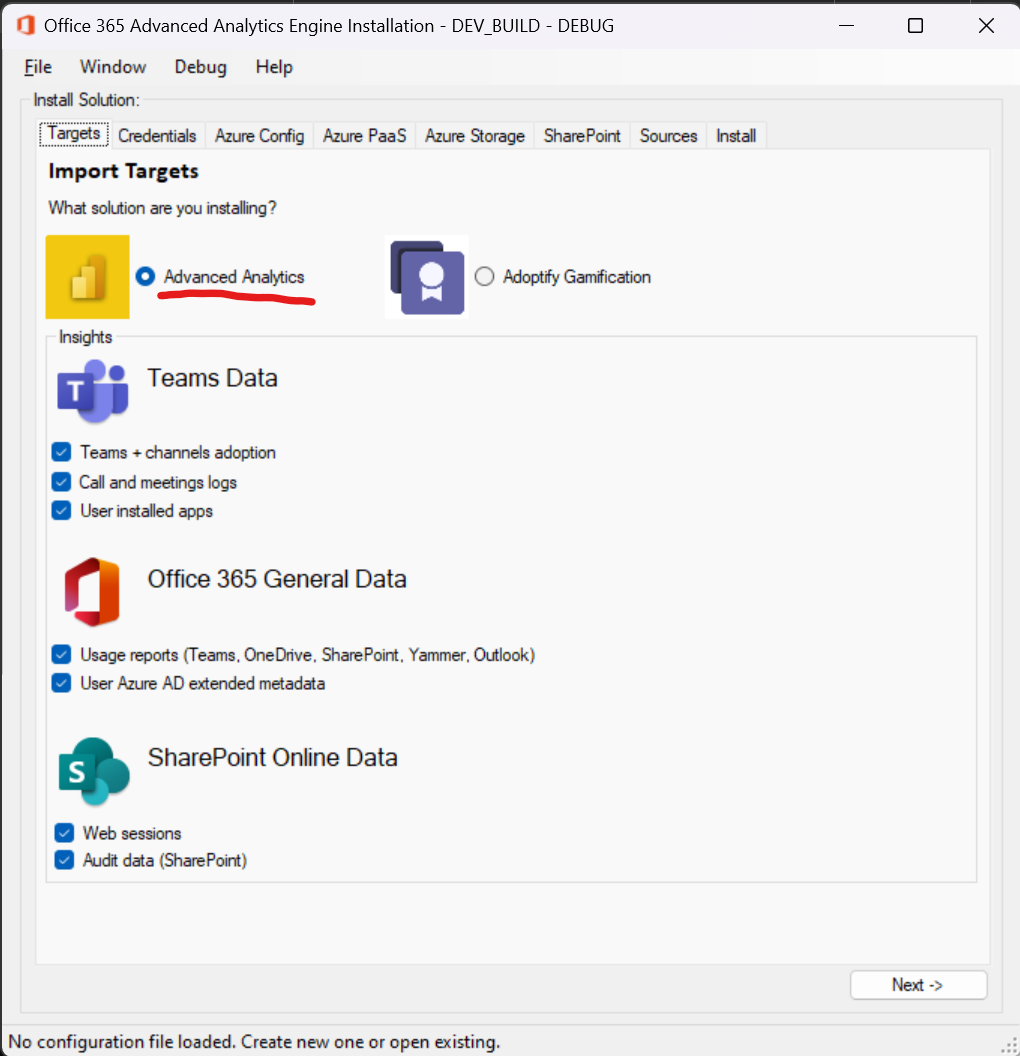 Office 365 Advanced Analytics Engine Installation - DEV_BUILD - DEBUG
File Window Debug Help
Install Solution:
Targets Credentials Azure Config Azure PaaS Azure Storage SharePoint Sources Install
Import Targets
What solution are you installing?
Advanced Analytics Adoptify Gamification
Insights
T
Teams Data
Teams + channels adoption
Call and meetings logs
User installed apps
Office 365 General Data
Usage reports (Teams, OneDrive, SharePoint, Yammer, Outlook)
User Azure AD extended metadata
S
SharePoint Online Data
Web sessions
Audit data (SharePoint)
Next ->
No configuration file loaded. Create new one or open existing.